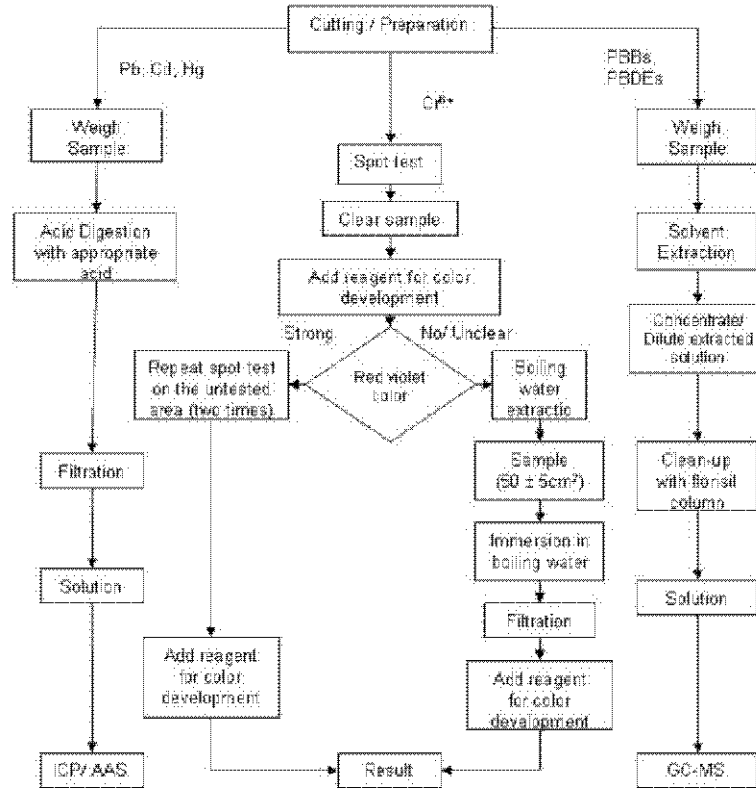 Cutting / Preparation
Pb, Cd, Hg
Weigh
Sample
Acid Digestion
with appropriate
acid
Filtration
Solution
ICP/ AAS
Cr⁶⁺
Spot test
Clear sample
Add reagent for color
development
Strong
No/ Unclear
Red violet
color
Repeat spot test
on the untested
area (two times)
Add reagent
for color
development
Boiling
water
extractio
Sample
(50 ± 5cm²)
Immersion in
boiling water
Filtration
Add reagent
for color
development
Result
PBBs,
PBDEs
Weigh
Sample
Solvent
Extraction
Concentrate/
Dilute extracted
solution
Clean-up
with florisil
column
Solution
GC-MS